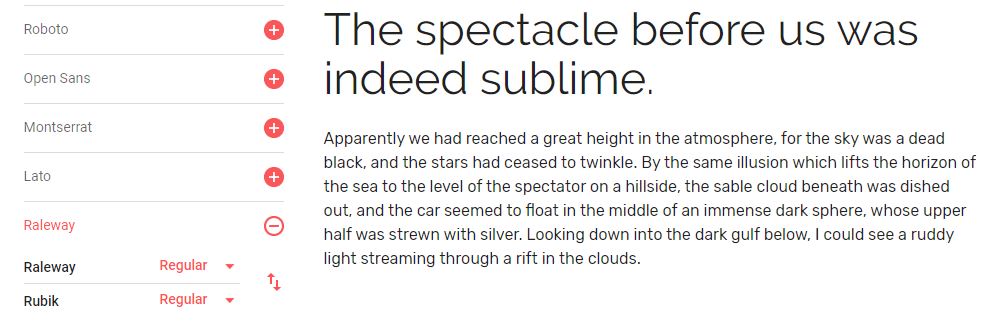 Roboto
Open Sans
Montserrat
Lato
Raleway
Raleway Regular
Rubik Regular
The spectacle before us was
indeed sublime.
Apparently we had reached a great height in the atmosphere, for the sky was a dead
black, and the stars had ceased to twinkle. By the same illusion which lifts the horizon of
the sea to the level of the spectator on a hillside, the sable cloud beneath was dished
out, and the car seemed to float in the middle of an immense dark sphere, whose upper
half was strewn with silver. Looking down into the dark gulf below, I could see a ruddy
light streaming through a rift in the clouds.